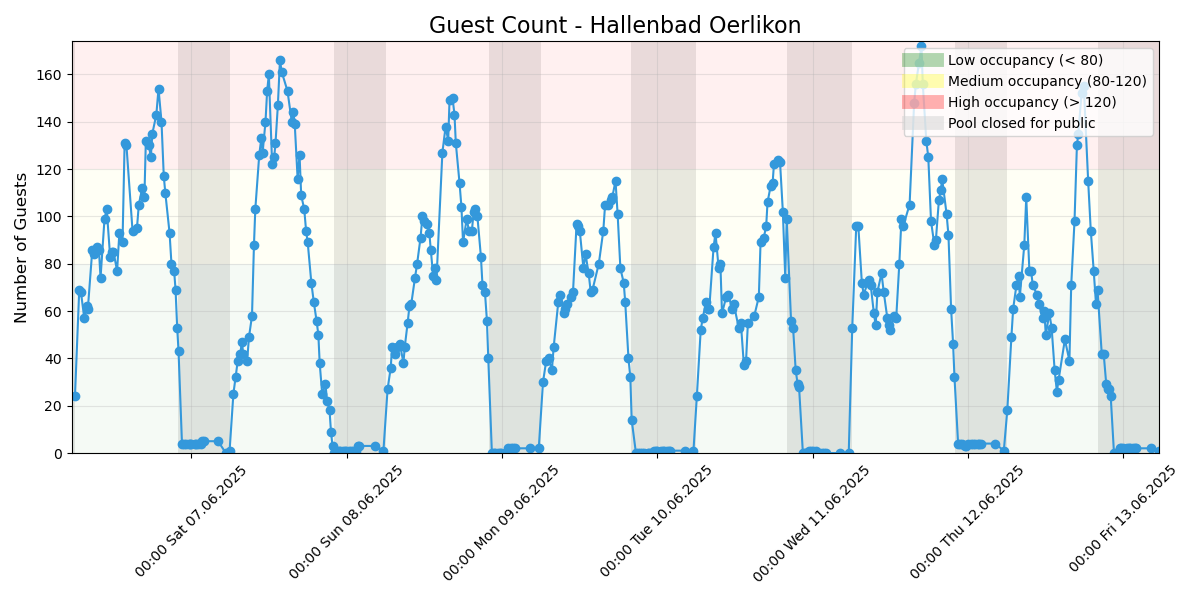 Guest Count - Hallenbad Oerlikon
Low occupancy (< 80)
Medium occupancy (80-120)
High occupancy (> 120)
Pool closed for public
Number of Guests
160
140
120
100
80
60
40
20
0
00:00 Sat 07.06.2025
00:00 Sun 08.06.2025
00:00 Mon 09.06.2025
00:00 Tue 10.06.2025
00:00 Wed 11.06.2025
00:00 Thu 12.06.2025
00:00 Fri 13.06.2025